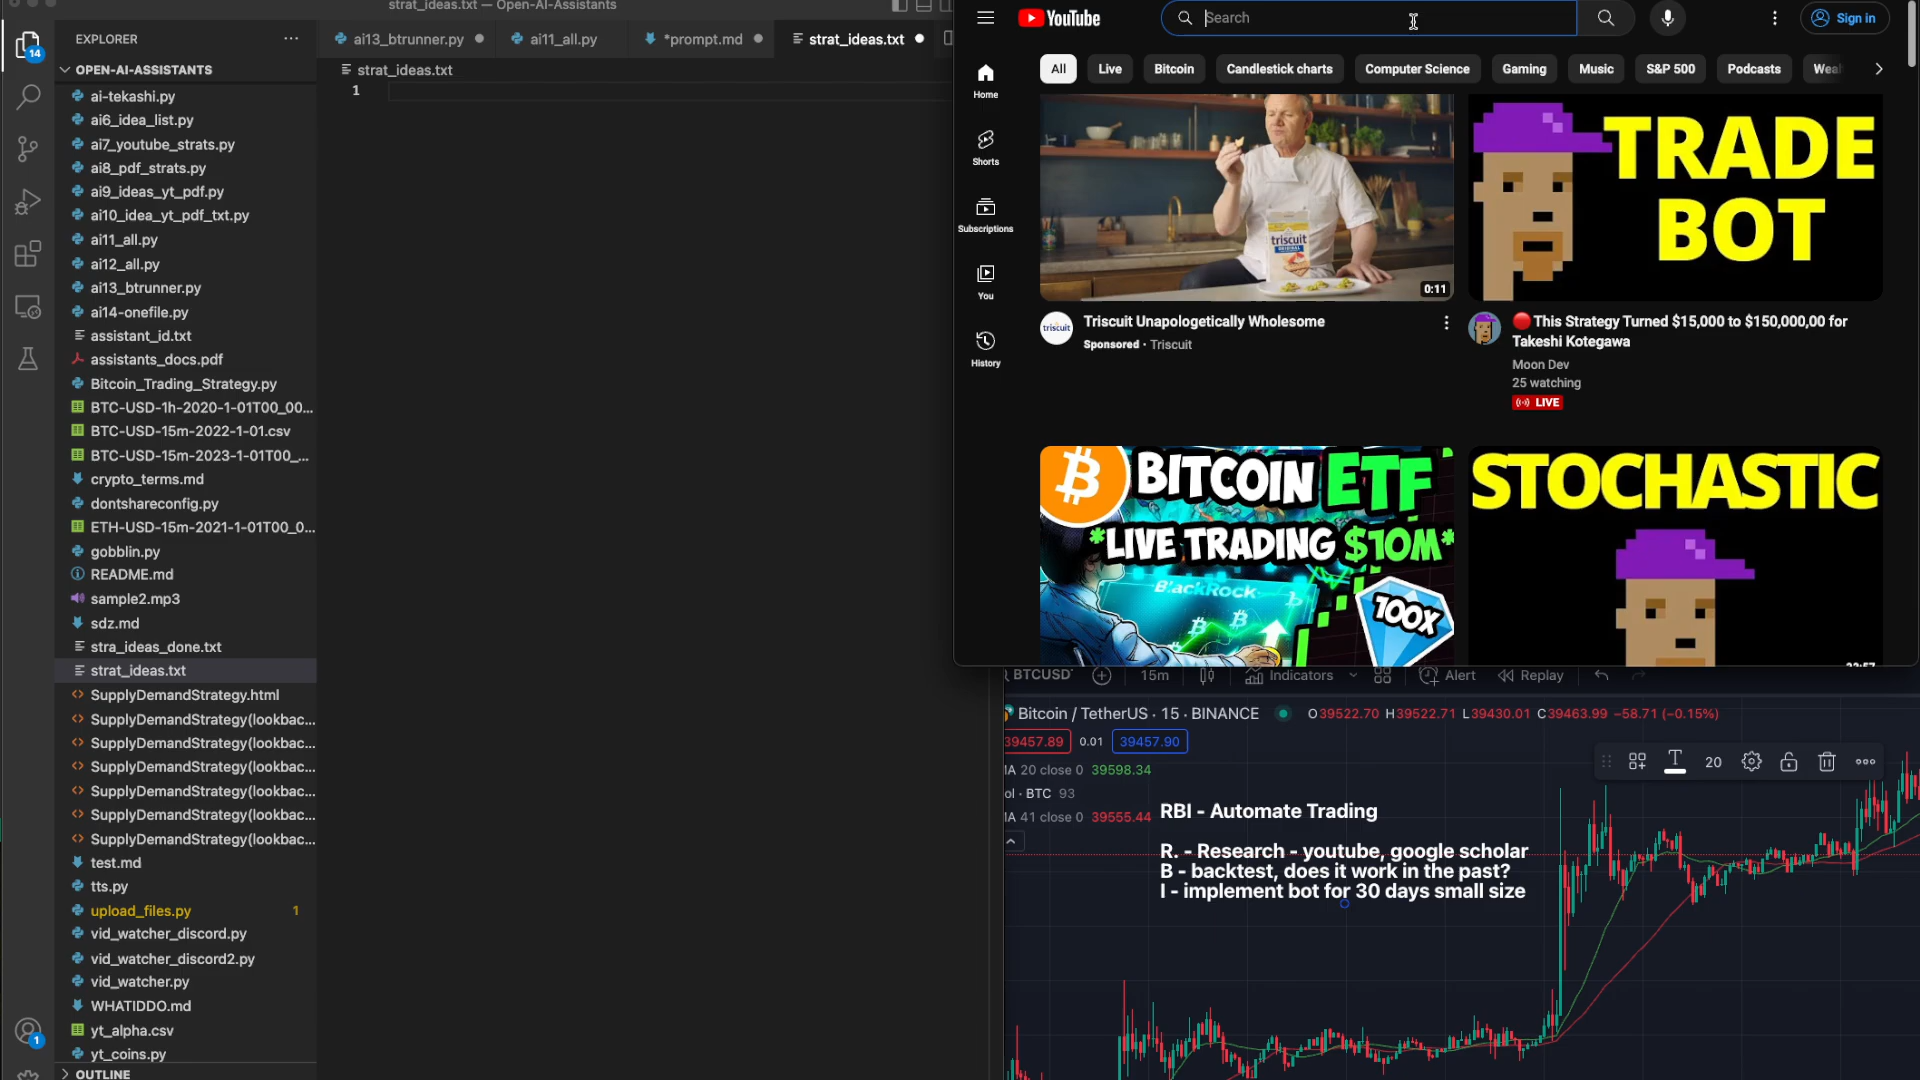 strat_ideas.txt — Open-AI-Assistants
14
EXPLORER
OPEN-AI-ASSISTANTS
ai-tekashi.py
ai6_idea_list.py
ai7_youtube_strats.py
ai8_pdf_strats.py
ai9_ideas_yt_pdf.py
ai10_idea_yt_pdf_txt.py
ai11_all.py
ai12_all.py
ai13_btrunner.py
ai14-onefile.py
assistant_id.txt
assistants_docs.pdf
Bitcoin_Trading_Strategy.py
BTC-USD-1h-2020-1-01T00_00...
BTC-USD-15m-2022-1-01.csv
BTC-USD-15m-2023-1-01T00_...
crypto_terms.md
dontshareconfig.py
ETH-USD-15m-2021-1-01T00_0...
gobblin.py
README.md
sample2.mp3
sdz.md
stra_ideas_done.txt
strat_ideas.txt
SupplyDemandStrategy.html
SupplyDemandStrategy(lookbac...
SupplyDemandStrategy(lookbac...
SupplyDemandStrategy(lookbac...
SupplyDemandStrategy(lookbac...
SupplyDemandStrategy(lookbac...
SupplyDemandStrategy(lookbac...
test.md
tts.py
upload_files.py 1
vid_watcher_discord.py
vid_watcher_discord2.py
vid_watcher.py
WHATIDDO.md
yt_alpha.csv
yt_coins.py
OUTLINE
1
ai13_btrunner.py
ai11_all.py
*prompt.md
strat_ideas.txt
strat_ideas.txt
1
YouTube
Search
Sign in
All
Live
Bitcoin
Candlestick charts
Computer Science
Gaming
Music
S&P 500
Podcasts
Home
Shorts
Subscriptions
You
History
triscuit
ORIGINAL
0:11
triscuit
Triscuit Unapologetically Wholesome
Sponsored · Triscuit
TRADE
BOT
This Strategy Turned $15,000 to $150,000,00 for
Takeshi Kotegawa
Moon Dev
25 watching
LIVE
BITCOIN ETF
*LIVE TRADING $10M*
BlackRock
100X
STOCHASTIC
BTCUSD
15m
Indicators
Alert
Replay
Bitcoin / TetherUS · 15 · BINANCE
O39522.70 H39522.71 L39430.01 C39463.99 −58.71 (−0.15%)
39457.89
0.01
39457.90
20
MA 20 close 0 39598.34
Vol · BTC 93
MA 41 close 0 39555.44
RBI - Automate Trading
R. - Research - youtube, google scholar
B - backtest, does it work in the past?
I - implement bot for 30 days small size